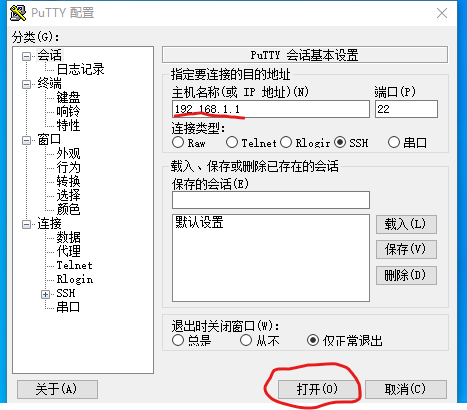 PuTTY 配置
分类(G):
会话
日志记录
终端
键盘
响铃
特性
窗口
外观
行为
转换
选择
颜色
连接
数据
代理
Telnet
Rlogin
SSH
串口
PuTTY 会话基本设置
指定要连接的目的地址
主机名称(或 IP 地址)(N) 端口(P)
192.168.1.1 22
连接类型:
Raw Telnet Rlogir SSH 串口
载入、保存或删除已存在的会话
保存的会话(E)
默认设置
载入(L)
保存(V)
删除(D)
退出时关闭窗口(W):
总是 从不 仅正常退出
关于(A) 打开(O) 取消(C)